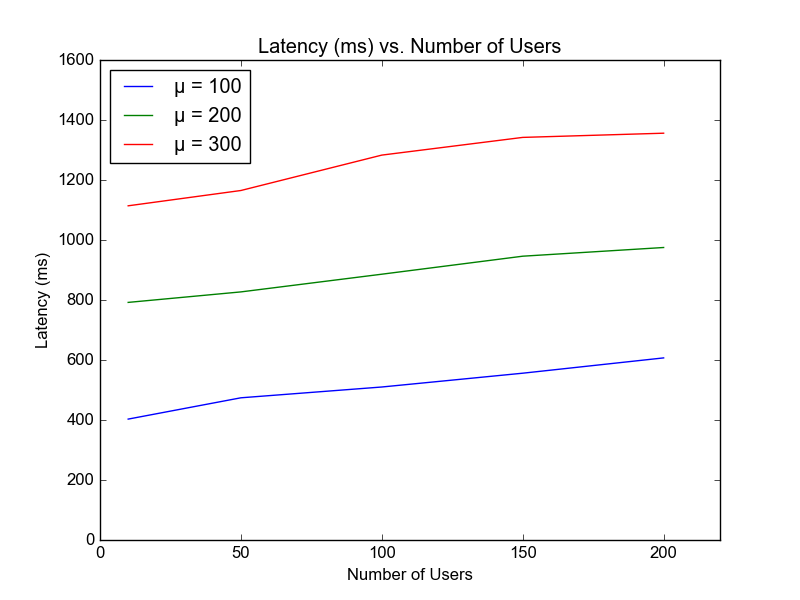 Latency (ms) vs. Number of Users
1600
1400
1200
1000
800
600
400
200
0
μ = 100
μ = 200
μ = 300
Latency (ms)
0 50 100 150 200
Number of Users